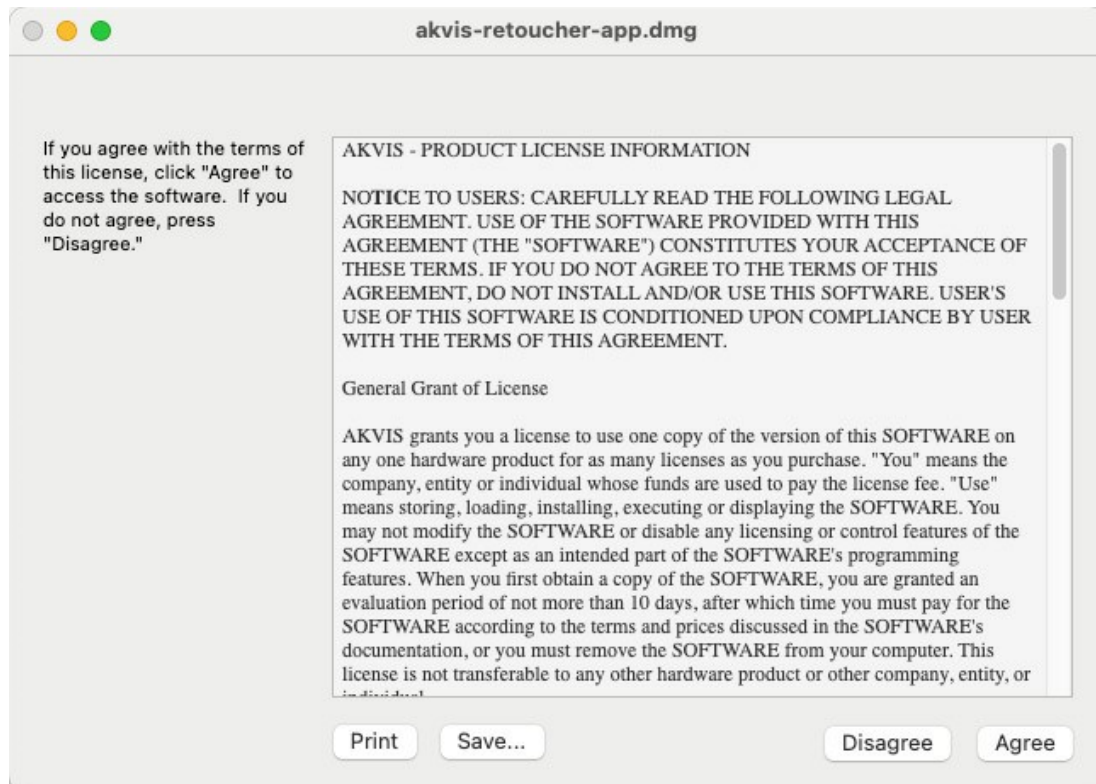 akvis-retoucher-app.dmg
If you agree with the terms of
this license, click "Agree" to
access the software.  If you
do not agree, press
"Disagree."
AKVIS - PRODUCT LICENSE INFORMATION
NOTICE TO USERS: CAREFULLY READ THE FOLLOWING LEGAL
AGREEMENT. USE OF THE SOFTWARE PROVIDED WITH THIS
AGREEMENT (THE "SOFTWARE") CONSTITUTES YOUR ACCEPTANCE OF
THESE TERMS. IF YOU DO NOT AGREE TO THE TERMS OF THIS
AGREEMENT, DO NOT INSTALL AND/OR USE THIS SOFTWARE. USER'S
USE OF THIS SOFTWARE IS CONDITIONED UPON COMPLIANCE BY USER
WITH THE TERMS OF THIS AGREEMENT.
General Grant of License
AKVIS grants you a license to use one copy of the version of this SOFTWARE on
any one hardware product for as many licenses as you purchase. "You" means the
company, entity or individual whose funds are used to pay the license fee. "Use"
means storing, loading, installing, executing or displaying the SOFTWARE. You
may not modify the SOFTWARE or disable any licensing or control features of the
SOFTWARE except as an intended part of the SOFTWARE's programming
features. When you first obtain a copy of the SOFTWARE, you are granted an
evaluation period of not more than 10 days, after which time you must pay for the
SOFTWARE according to the terms and prices discussed in the SOFTWARE's
documentation, or you must remove the SOFTWARE from your computer. This
license is not transferable to any other hardware product or other company, entity, or
Print
Save...
Disagree
Agree